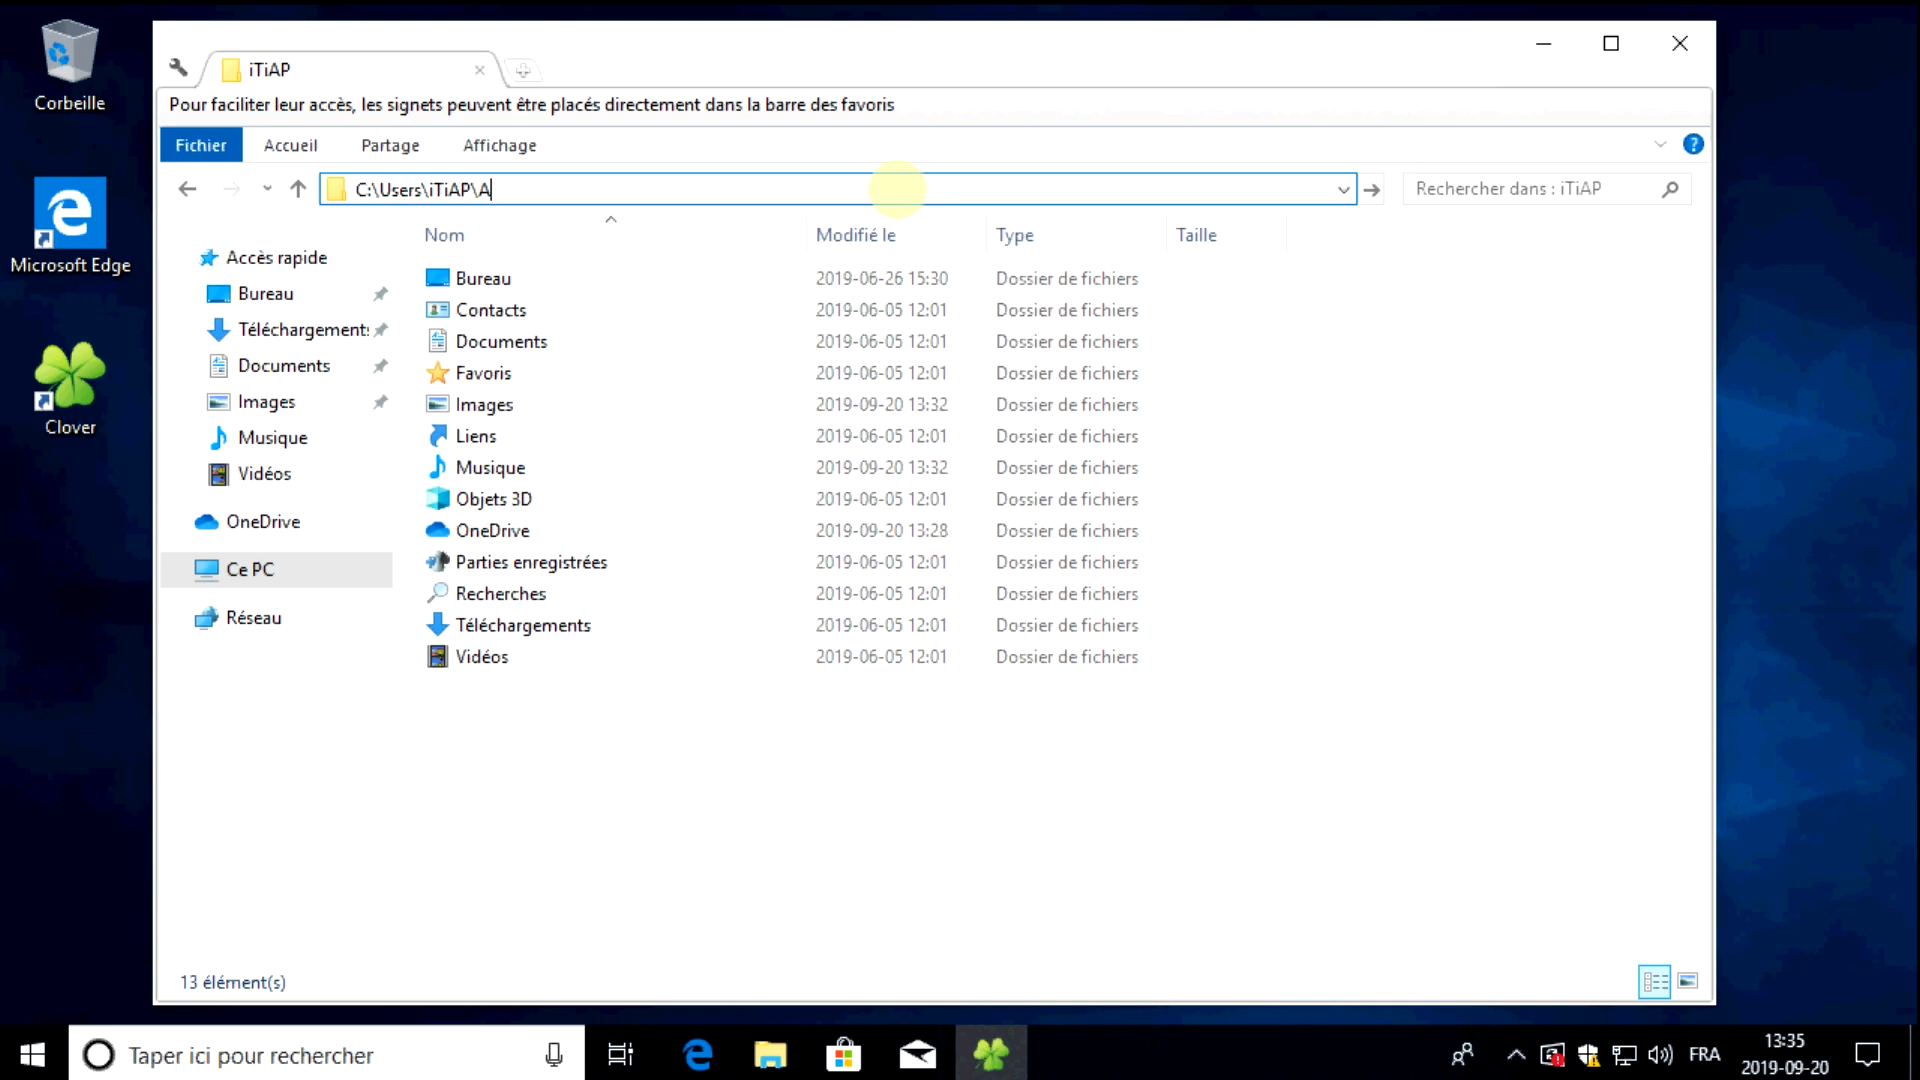 Corbeille
Microsoft Edge
Clover
iTiAP
Pour faciliter leur accès, les signets peuvent être placés directement dans la barre des favoris
Fichier Accueil Partage Affichage
C:\Users\iTiAP\A
Rechercher dans : iTiAP
Accès rapide
Bureau
Téléchargements
Documents
Images
Musique
Vidéos
OneDrive
Ce PC
Réseau
Nom Modifié le Type Taille
Bureau 2019-06-26 15:30 Dossier de fichiers
Contacts 2019-06-05 12:01 Dossier de fichiers
Documents 2019-06-05 12:01 Dossier de fichiers
Favoris 2019-06-05 12:01 Dossier de fichiers
Images 2019-09-20 13:32 Dossier de fichiers
Liens 2019-06-05 12:01 Dossier de fichiers
Musique 2019-09-20 13:32 Dossier de fichiers
Objets 3D 2019-06-05 12:01 Dossier de fichiers
OneDrive 2019-09-20 13:28 Dossier de fichiers
Parties enregistrées 2019-06-05 12:01 Dossier de fichiers
Recherches 2019-06-05 12:01 Dossier de fichiers
Téléchargements 2019-06-05 12:01 Dossier de fichiers
Vidéos 2019-06-05 12:01 Dossier de fichiers
13 élément(s)
Taper ici pour rechercher
FRA
13:35
2019-09-20